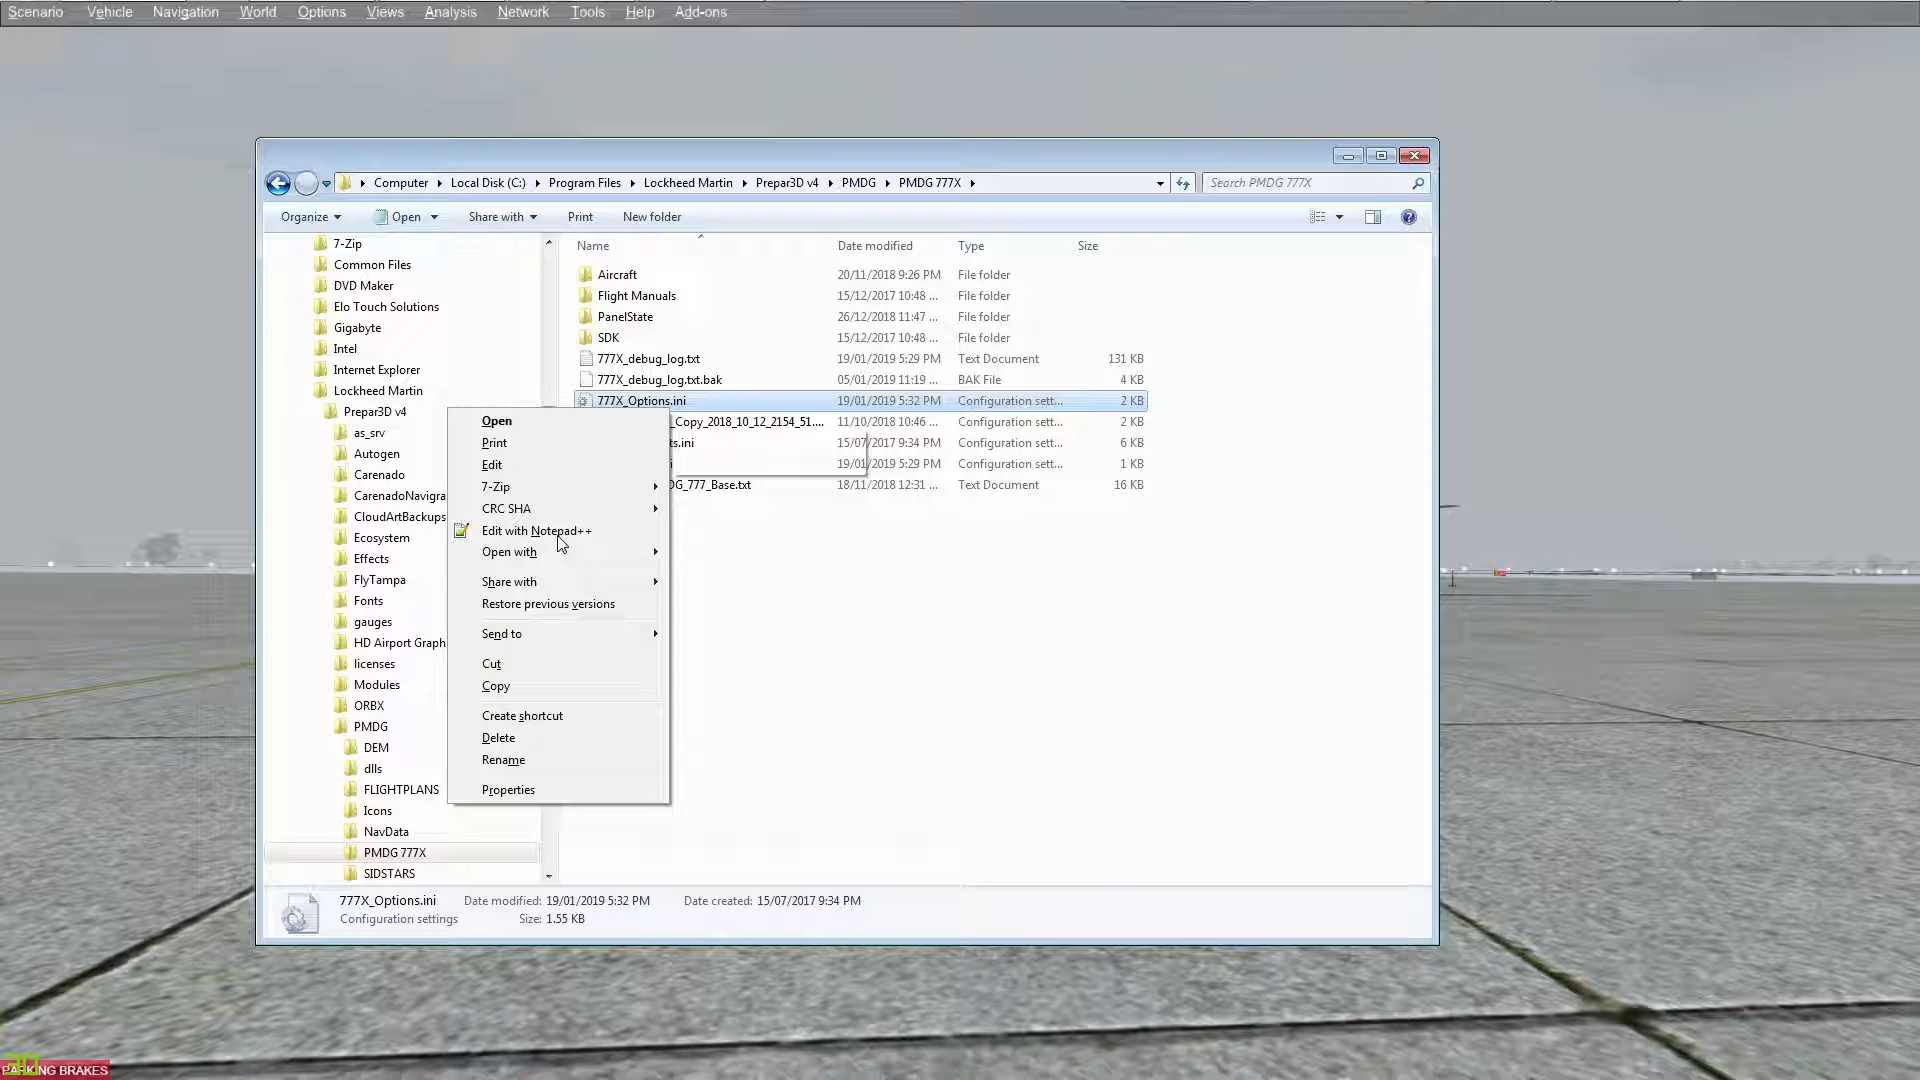 Scenario Vehicle Navigation World Options Views Analysis Network Tools Help Add-ons
Computer Local Disk (C:) Program Files Lockheed Martin Prepar3D v4 PMDG PMDG 777X
Search PMDG 777X
Organize Open Share with Print New folder
7-Zip
Common Files
DVD Maker
Elo Touch Solutions
Gigabyte
Intel
Internet Explorer
Lockheed Martin
Prepar3D v4
as_srv
Autogen
Carenado
CarenadoNavigra
CloudArtBackups
Ecosystem
Effects
FlyTampa
Fonts
gauges
HD Airport Graph
licenses
Modules
ORBX
PMDG
DEM
dlls
FLIGHTPLANS
Icons
NavData
PMDG 777X
SIDSTARS
Name Date modified Type Size
Aircraft 20/11/2018 9:26 PM File folder
Flight Manuals 15/12/2017 10:48 ... File folder
PanelState 26/12/2018 11:47 ... File folder
SDK 15/12/2017 10:48 ... File folder
777X_debug_log.txt 19/01/2019 5:29 PM Text Document 131 KB
777X_debug_log.txt.bak 05/01/2019 11:19 ... BAK File 4 KB
777X_Options.ini 19/01/2019 5:32 PM Configuration sett... 2 KB
_Copy_2018_10_12_2154_51.... 11/10/2018 10:46 ... Configuration sett... 2 KB
ts.ini 15/07/2017 9:34 PM Configuration sett... 6 KB
i 19/01/2019 5:29 PM Configuration sett... 1 KB
DG_777_Base.txt 18/11/2018 12:31 ... Text Document 16 KB
Open
Print
Edit
7-Zip
CRC SHA
Edit with Notepad++
Open with
Share with
Restore previous versions
Send to
Cut
Copy
Create shortcut
Delete
Rename
Properties
777X_Options.ini Date modified: 19/01/2019 5:32 PM Date created: 15/07/2017 9:34 PM
Configuration settings Size: 1.55 KB
PARKING BRAKES